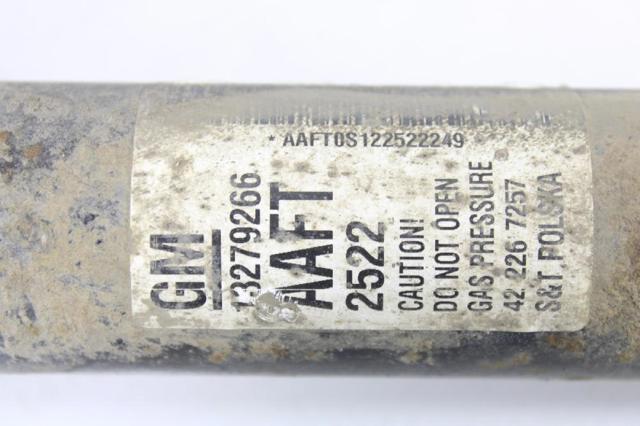 * AAFT0S122522249
GM
13279266
AAFT
2522
CAUTION!
DO NOT OPEN
GAS PRESSURE
42 226 7257
S&T POLSKA